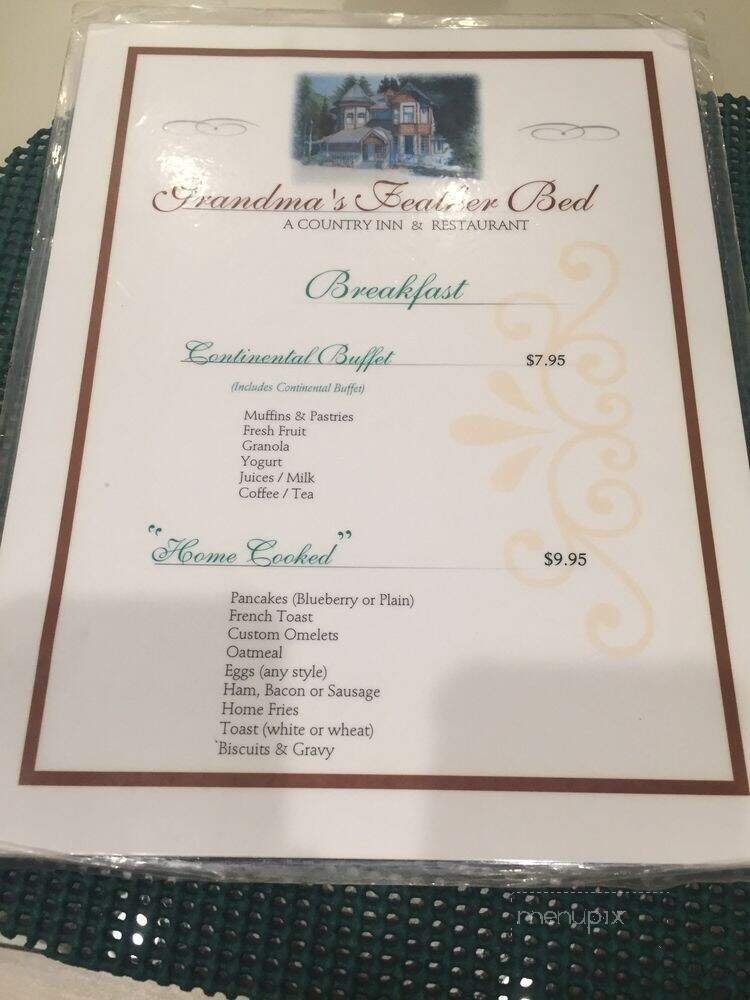 Grandma's Feather Bed
A COUNTRY INN & RESTAURANT
Breakfast
Continental Buffet $7.95
(Includes Continental Buffet)
Muffins & Pastries
Fresh Fruit
Granola
Yogurt
Juices / Milk
Coffee / Tea
"Home Cooked" $9.95
Pancakes (Blueberry or Plain)
French Toast
Custom Omelets
Oatmeal
Eggs (any style)
Ham, Bacon or Sausage
Home Fries
Toast (white or wheat)
`Biscuits & Gravy
menupix